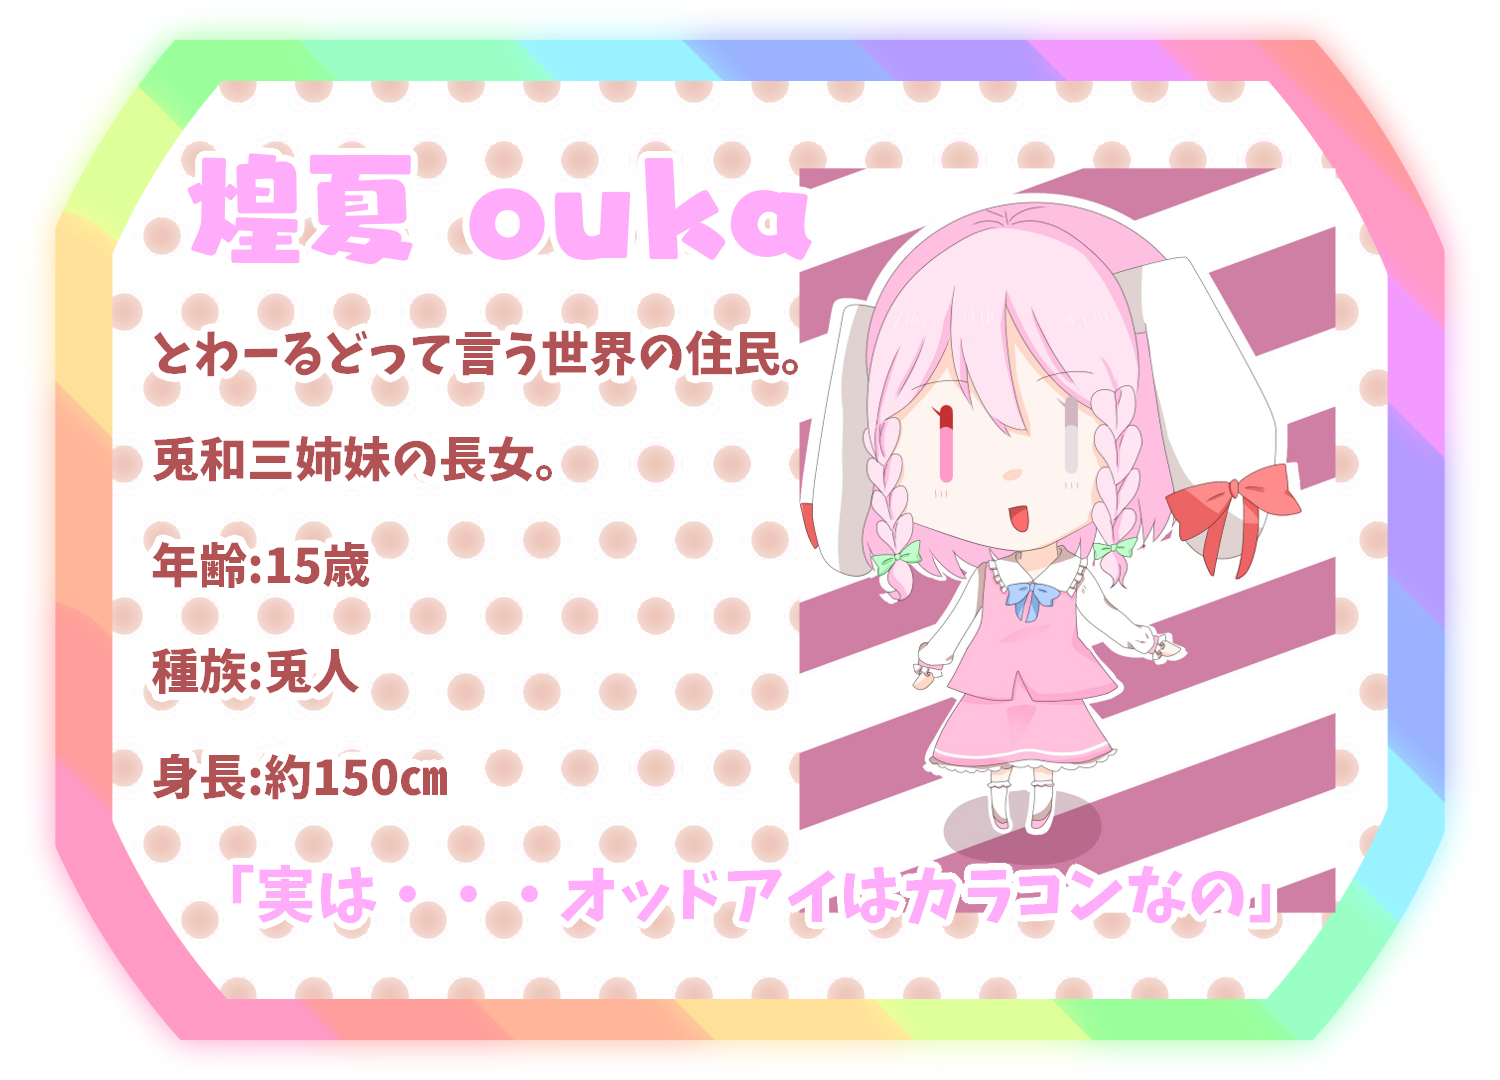 煌夏 ouka
とわーるどって言う世界の住民。
兎和三姉妹の長女。
年齢:15歳
種族:兎人
身長:約150㎝
「実は・・・オッドアイはカラコンなの」